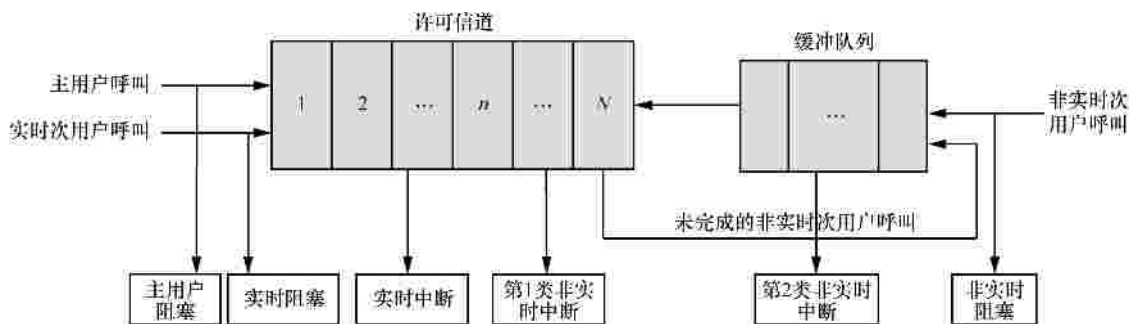 许可信道
缓冲队列
主用户呼叫
实时次用户呼叫
1 2 … n … N
…
非实时次
用户呼叫
未完成的非实时次用户呼叫
主用户
阻塞
实时阻塞
实时中断
第1类非实
时中断
第2类非实时
中断
非实时
阻塞